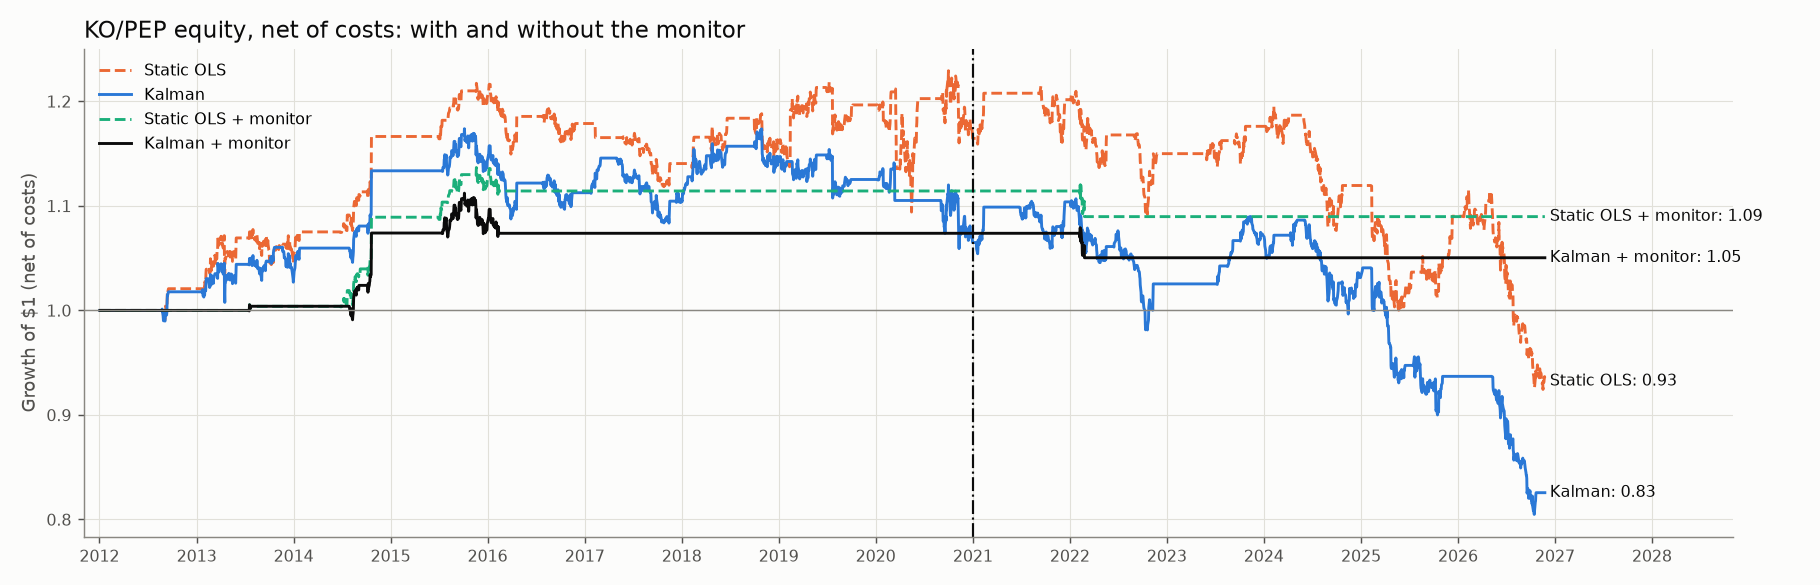 KO/PEP equity, net of costs: with and without the monitor
Static OLS
Kalman
Static OLS + monitor
Kalman + monitor
Growth of $1 (net of costs)
1.2
1.1
1.0
0.9
0.8
Static OLS + monitor: 1.09
Kalman + monitor: 1.05
Static OLS: 0.93
Kalman: 0.83
2012 2013 2014 2015 2016 2017 2018 2019 2020 2021 2022 2023 2024 2025 2026 2027 2028